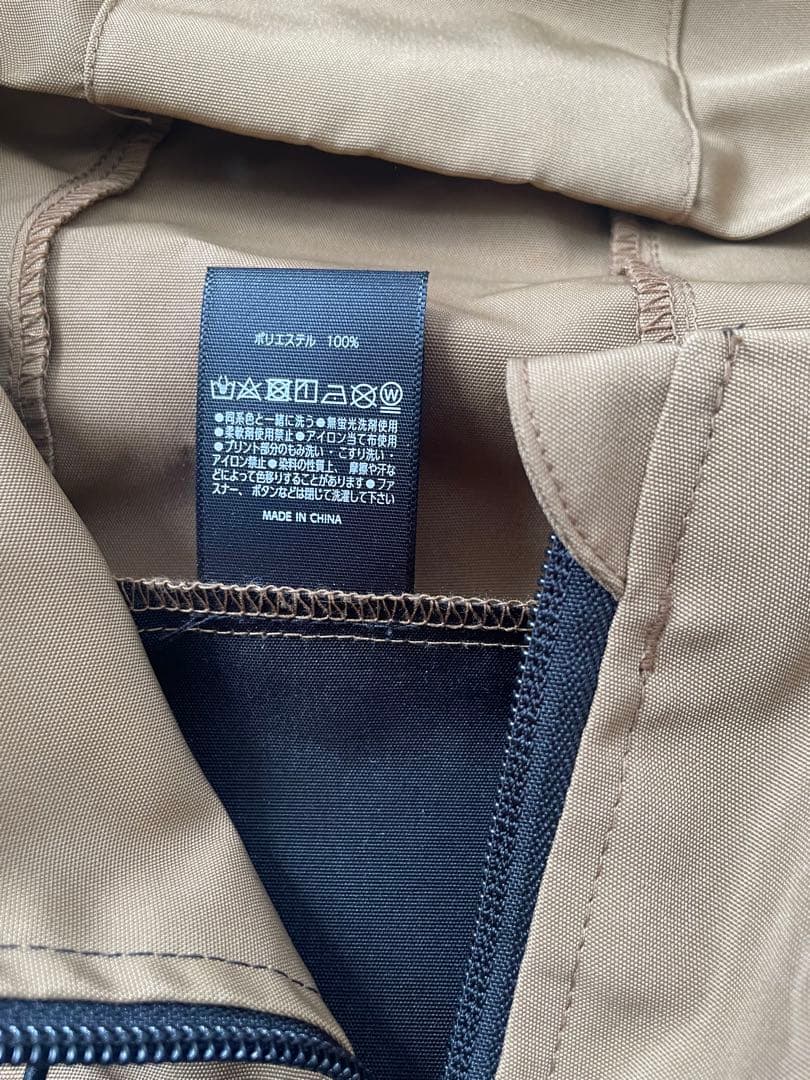 ポリエステル 100%
W
●同系色と一緒に洗う●無蛍光洗剤使用
●柔軟剤使用禁止●アイロン当て布使用
●プリント部分のもみ洗い・こすり洗い・
アイロン禁止●染料の性質上、摩擦や汗な
どによって色移りすることがあります●ファ
スナー、ボタンなどは閉じて洗濯して下さい
MADE IN CHINA